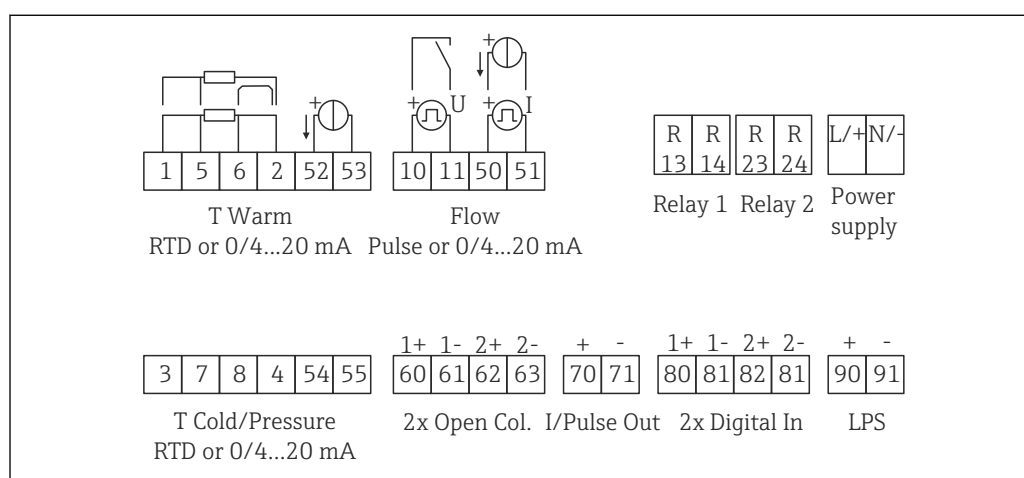 + U + I
+ +
R R R R L/+ N/-
1 5 6 2 52 53 10 11 50 51 13 14 23 24
T Warm Flow Relay 1 Relay 2 Power
RTD or 0/4...20 mA Pulse or 0/4...20 mA supply
1+ 1- 2+ 2- + - 1+ 1- 2+ 2- + -
3 7 8 4 54 55 60 61 62 63 70 71 80 81 82 81 90 91
T Cold/Pressure 2x Open Col. I/Pulse Out 2x Digital In LPS
RTD or 0/4...20 mA